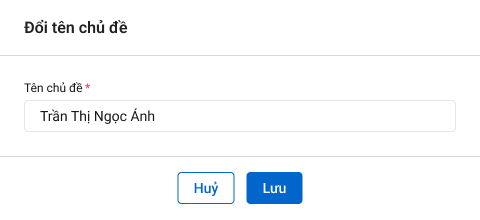 Đổi tên chủ đề
Tên chủ đề *
Trần Thị Ngọc Ánh
Huỷ
Lưu